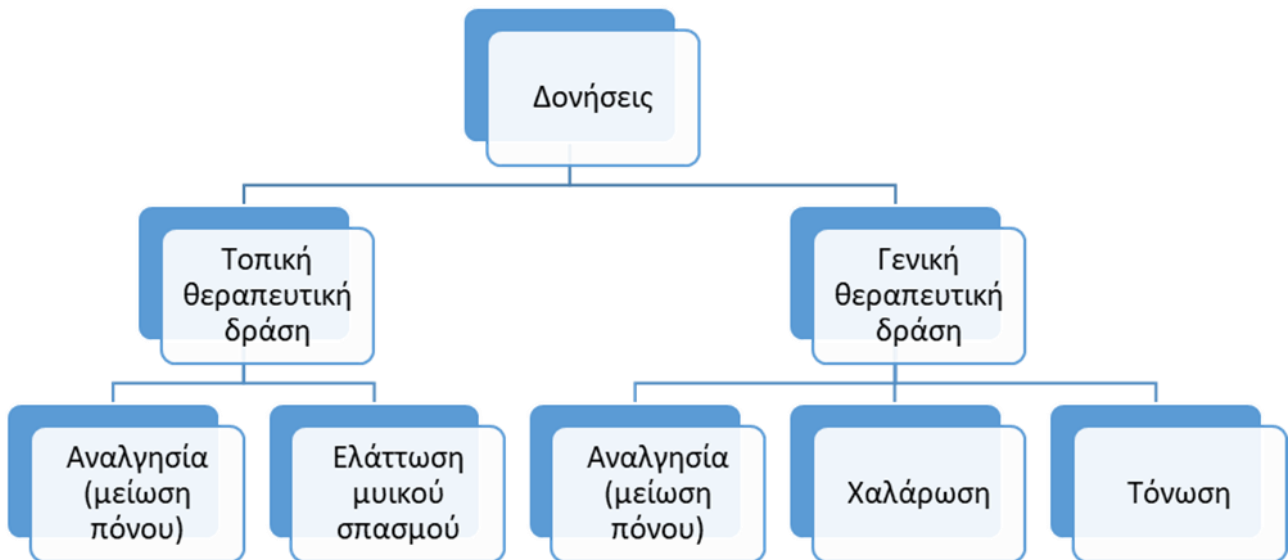 Δονήσεις
Τοπική
θεραπευτική
δράση
Γενική
θεραπευτική
δράση
Αναλγησία
(μείωση
πόνου)
Ελάττωση
μυικού
σπασμού
Αναλγησία
(μείωση
πόνου)
Χαλάρωση
Τόνωση